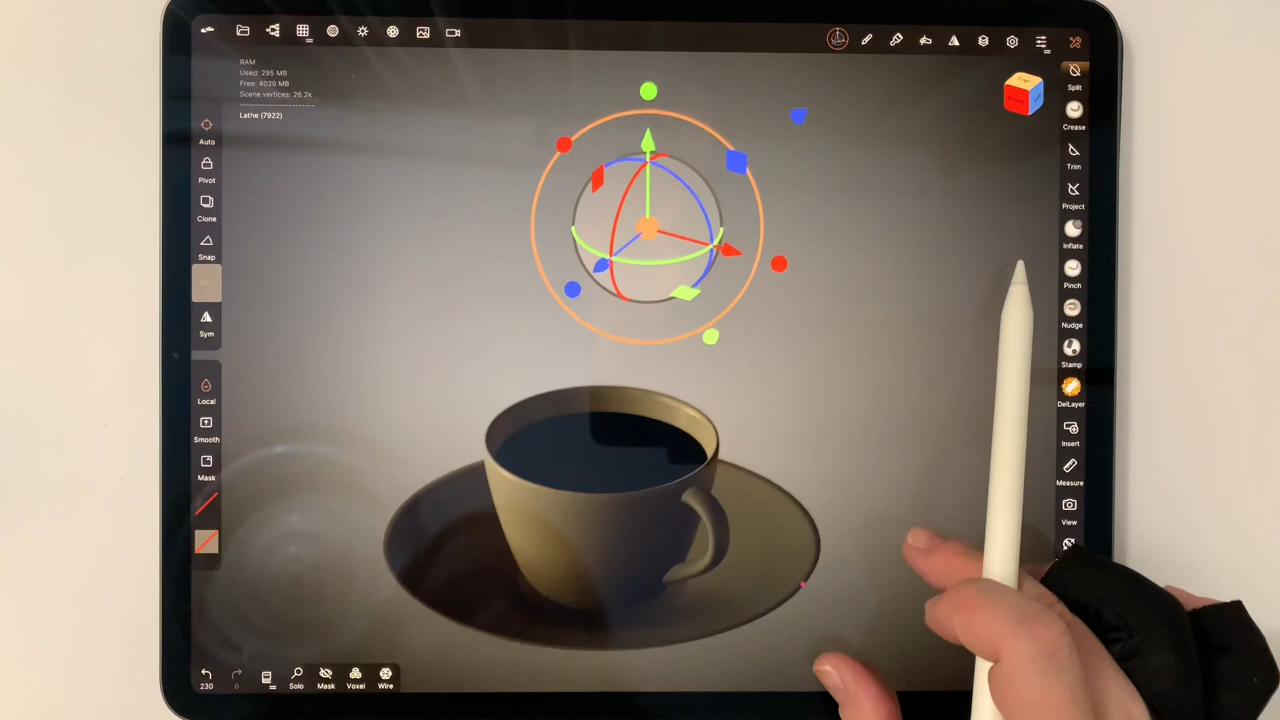 RAM
Used: 295 MB
Free: 4029 MB
Scene vertices: 26.2k
Lathe (7922)
Front
Auto
Pivot
Clone
Snap
Sym
Local
Smooth
Mask
Split
Crease
Trim
Project
Inflate
Pinch
Nudge
Stamp
DelLayer
Insert
Measure
View
230
0
Solo
Mask
Voxel
Wire